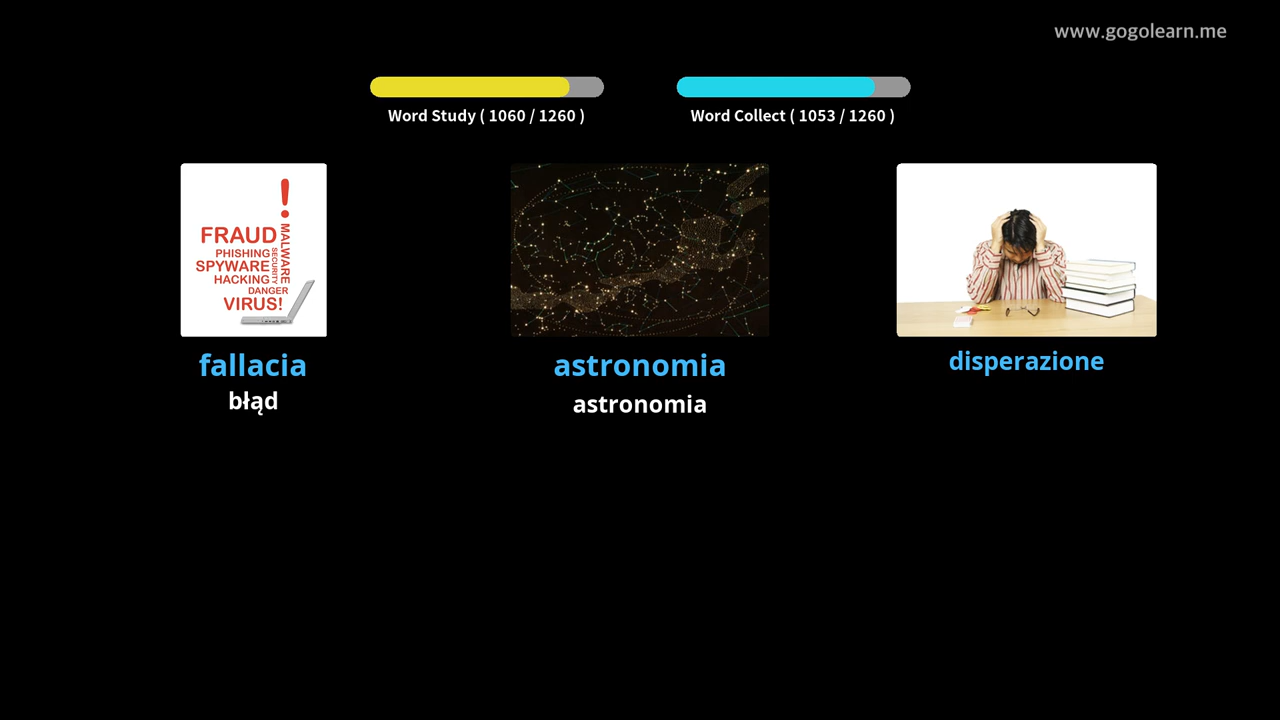 www.gogolearn.me
Word Study ( 1060 / 1260 )
Word Collect ( 1053 / 1260 )
!
FRAUD
PHISHING
SPYWARE
HACKING
DANGER
VIRUS!
MALWARE
SECURITY
fallacia
astronomia
disperazione
błąd
astronomia